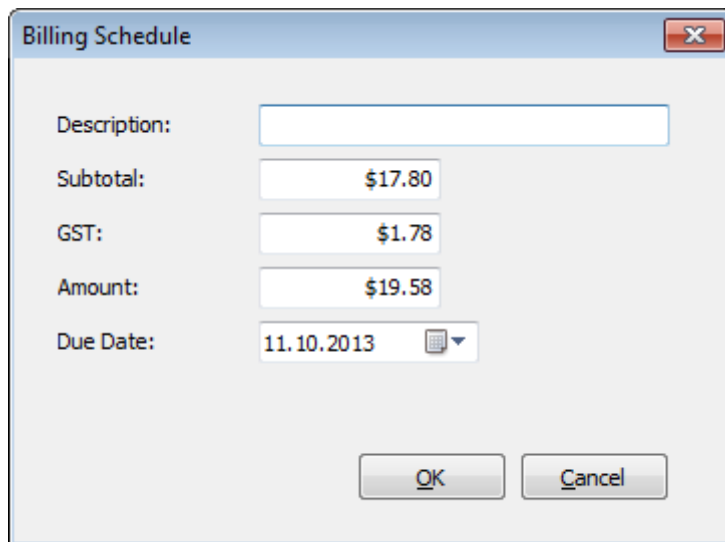 Billing Schedule
Description:
Subtotal: $17.80
GST: $1.78
Amount: $19.58
Due Date: 11.10.2013
OK Cancel